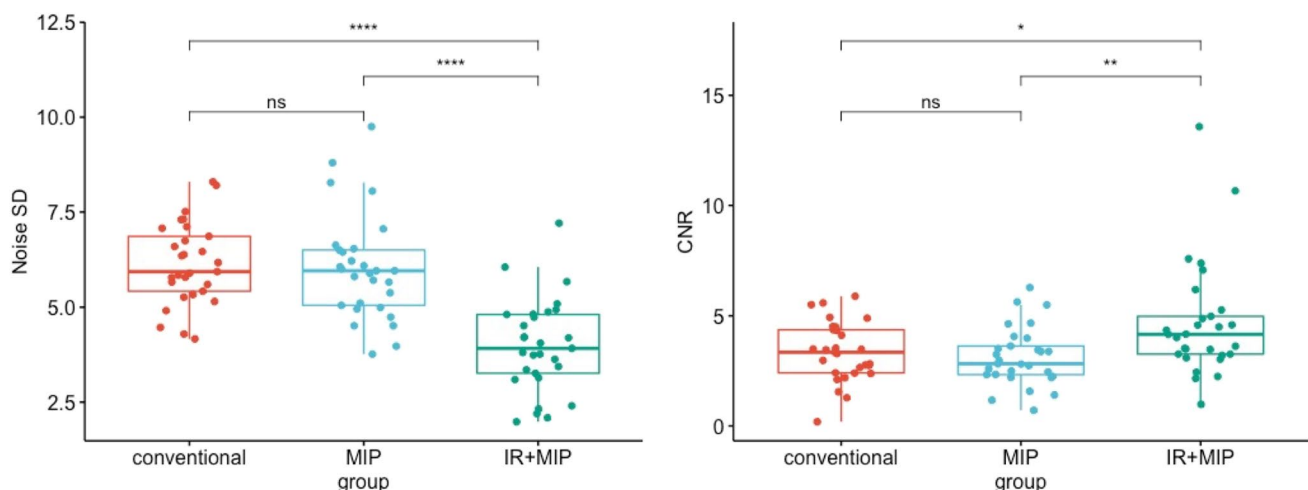 12.5
10.0
7.5
5.0
2.5
Noise SD
****
****
ns
conventional MIP IR+MIP
group
15
10
5
0
CNR
*
**
ns
conventional MIP IR+MIP
group